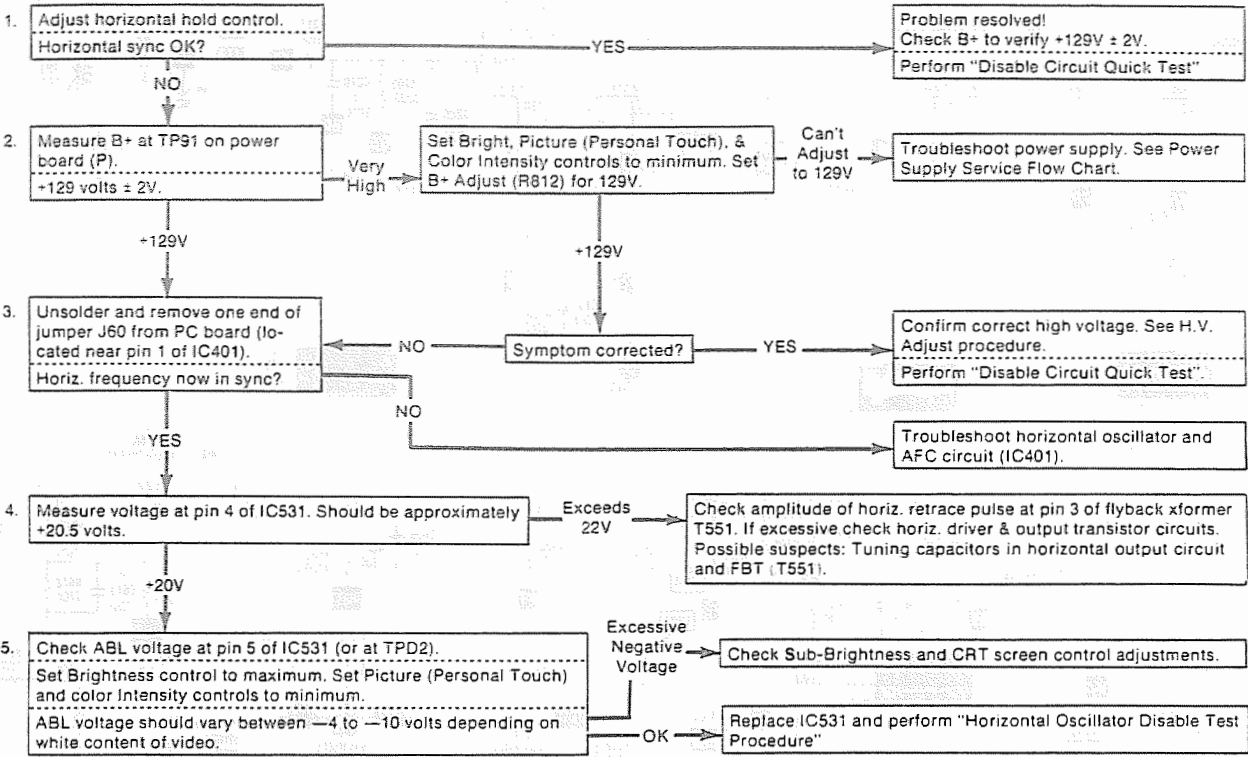 1.
Adjust horizontal hold control.
Horizontal sync OK?
YES
Problem resolved!
Check B+ to verify +129V ± 2V.
Perform "Disable Circuit Quick Test"
NO
2.
Measure B+ at TP91 on power
board (P).
+129 volts ± 2V.
Very
High
Set Bright, Picture (Personal Touch), &
Color Intensity controls to minimum. Set
B+ Adjust (R812) for 129V.
Can't
Adjust
to 129V
Troubleshoot power supply. See Power
Supply Service Flow Chart.
+129V
+129V
3.
Unsolder and remove one end of
jumper J60 from PC board (lo-
cated near pin 1 of IC401).
Horiz. frequency now in sync?
NO
Symptom corrected?
YES
Confirm correct high voltage. See H.V.
Adjust procedure.
Perform "Disable Circuit Quick Test".
NO
Troubleshoot horizontal oscillator and
AFC circuit (IC401).
YES
4.
Measure voltage at pin 4 of IC531. Should be approximately
+20.5 volts.
Exceeds
22V
Check amplitude of horiz. retrace pulse at pin 3 of flyback xformer
T551. If excessive check horiz. driver & output transistor circuits.
Possible suspects: Tuning capacitors in horizontal output circuit
and FBT (T551).
+20V
5.
Check ABL voltage at pin 5 of IC531 (or at TPD2).
Set Brightness control to maximum. Set Picture (Personal Touch)
and color Intensity controls to minimum.
ABL voltage should vary between —4 to —10 volts depending on
white content of video.
Excessive
Negative
Voltage
Check Sub-Brightness and CRT screen control adjustments.
OK
Replace IC531 and perform "Horizontal Oscillator Disable Test
Procedure"